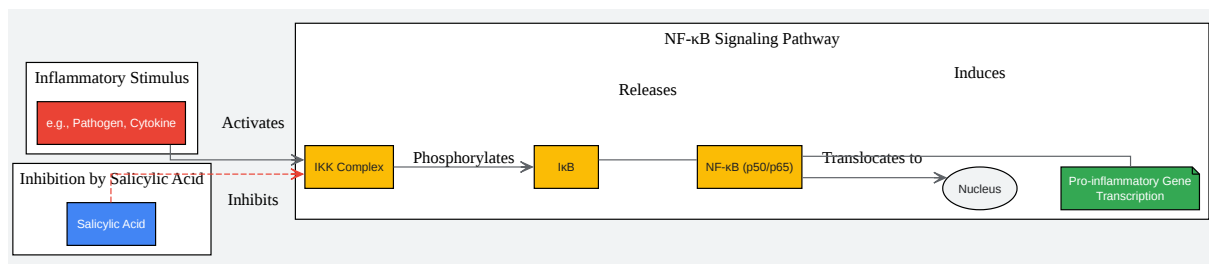 NF-κB Signaling Pathway
Inflammatory Stimulus
e.g., Pathogen, Cytokine
Activates
Releases
Induces
IKK Complex
Phosphorylates
IκB
NF-κB (p50/p65)
Translocates to
Nucleus
Pro-inflammatory Gene
Transcription
Inhibition by Salicylic Acid
Inhibits
Salicylic Acid